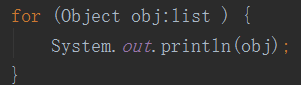 for (Object obj:list ) {
    System.out.println(obj);
}